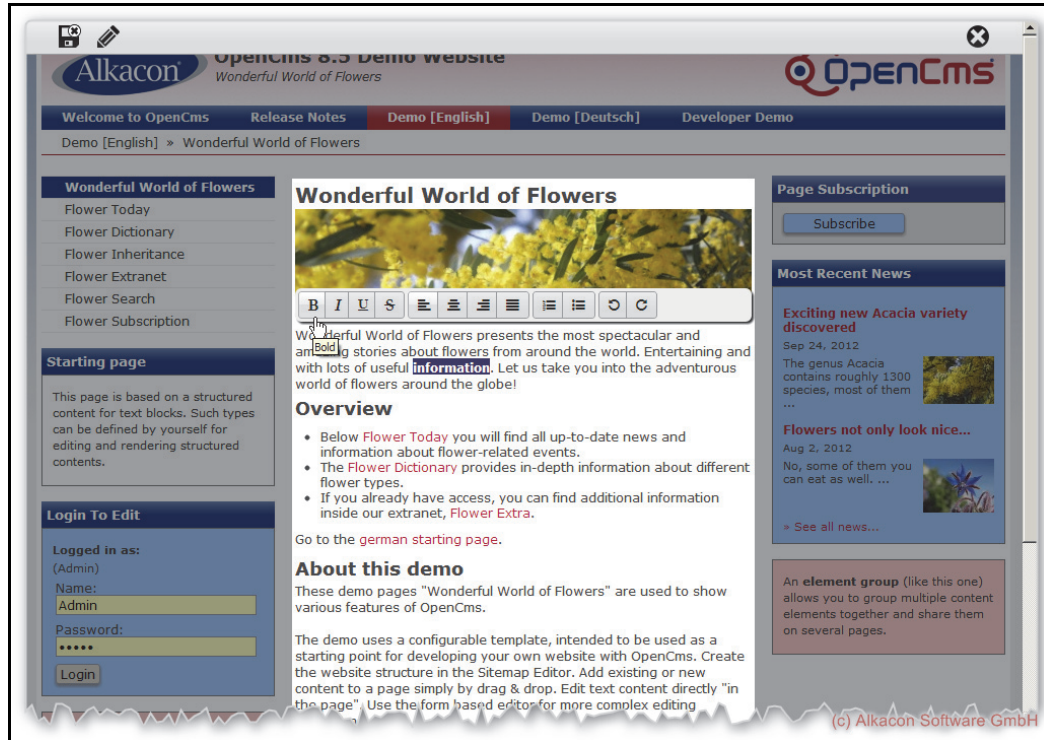 Alkacon
OpenCms 8.5 Demo Website
Wonderful World of Flowers
OpenCms
Welcome to OpenCms Release Notes Demo [English] Demo [Deutsch] Developer Demo
Demo [English] » Wonderful World of Flowers
Wonderful World of Flowers
Flower Today
Flower Dictionary
Flower Inheritance
Flower Extranet
Flower Search
Flower Subscription
Starting page
This page is based on a structured
content for text blocks. Such types
can be defined by yourself for
editing and rendering structured
contents.
Login To Edit
Logged in as:
(Admin)
Name:
Admin
Password:
•••••
Login
Wonderful World of Flowers
B I U S
Wonderful World of Flowers presents the most spectacular and
amazing stories about flowers from around the world. Entertaining and
Bold
with lots of useful information. Let us take you into the adventurous
world of flowers around the globe!
Overview
• Below Flower Today you will find all up-to-date news and
information about flower-related events.
• The Flower Dictionary provides in-depth information about different
flower types.
• If you already have access, you can find additional information
inside our extranet, Flower Extra.
Go to the german starting page.
About this demo
These demo pages "Wonderful World of Flowers" are used to show
various features of OpenCms.
The demo uses a configurable template, intended to be used as a
starting point for developing your own website with OpenCms. Create
the website structure in the Sitemap Editor. Add existing or new
content to a page simply by drag & drop. Edit text content directly "in
the page". Use the form based editor for more complex editing
Page Subscription
Subscribe
Most Recent News
Exciting new Acacia variety
discovered
Sep 24, 2012
The genus Acacia
contains roughly 1300
species, most of them
...
Flowers not only look nice...
Aug 2, 2012
No, some of them you
can eat as well. ...
» See all news...
An element group (like this one)
allows you to group multiple content
elements together and share them
on several pages.
(c) Alkacon Software GmbH